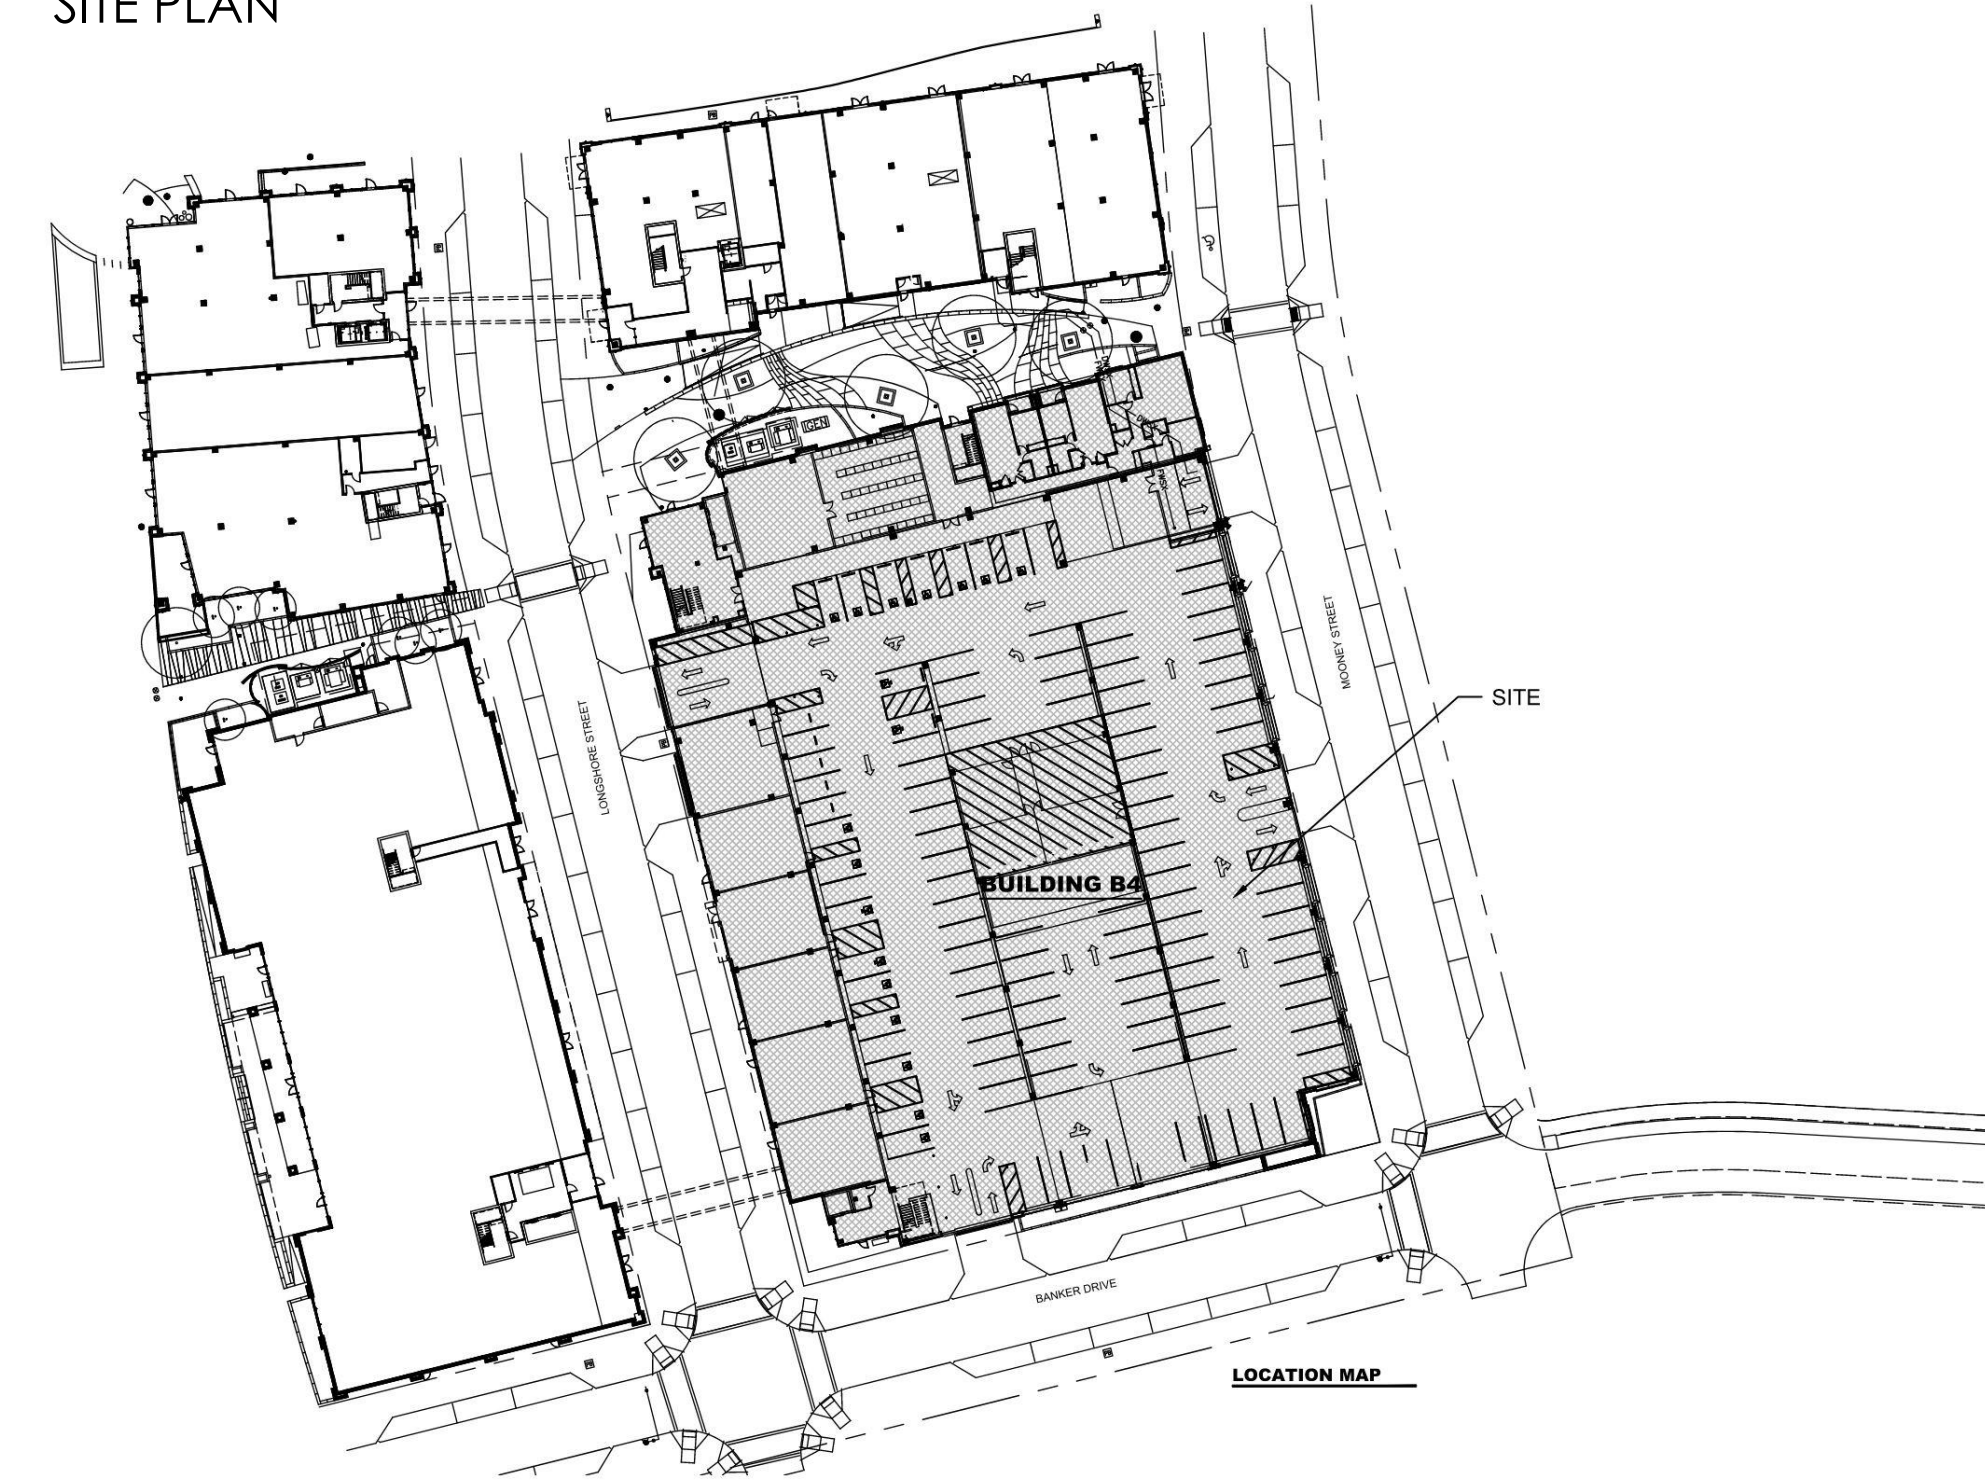 SITE PLAN
GEN
MOONEY STREET
SITE
LONGSHORE STREET
BUILDING B4
BANKER DRIVE
LOCATION MAP